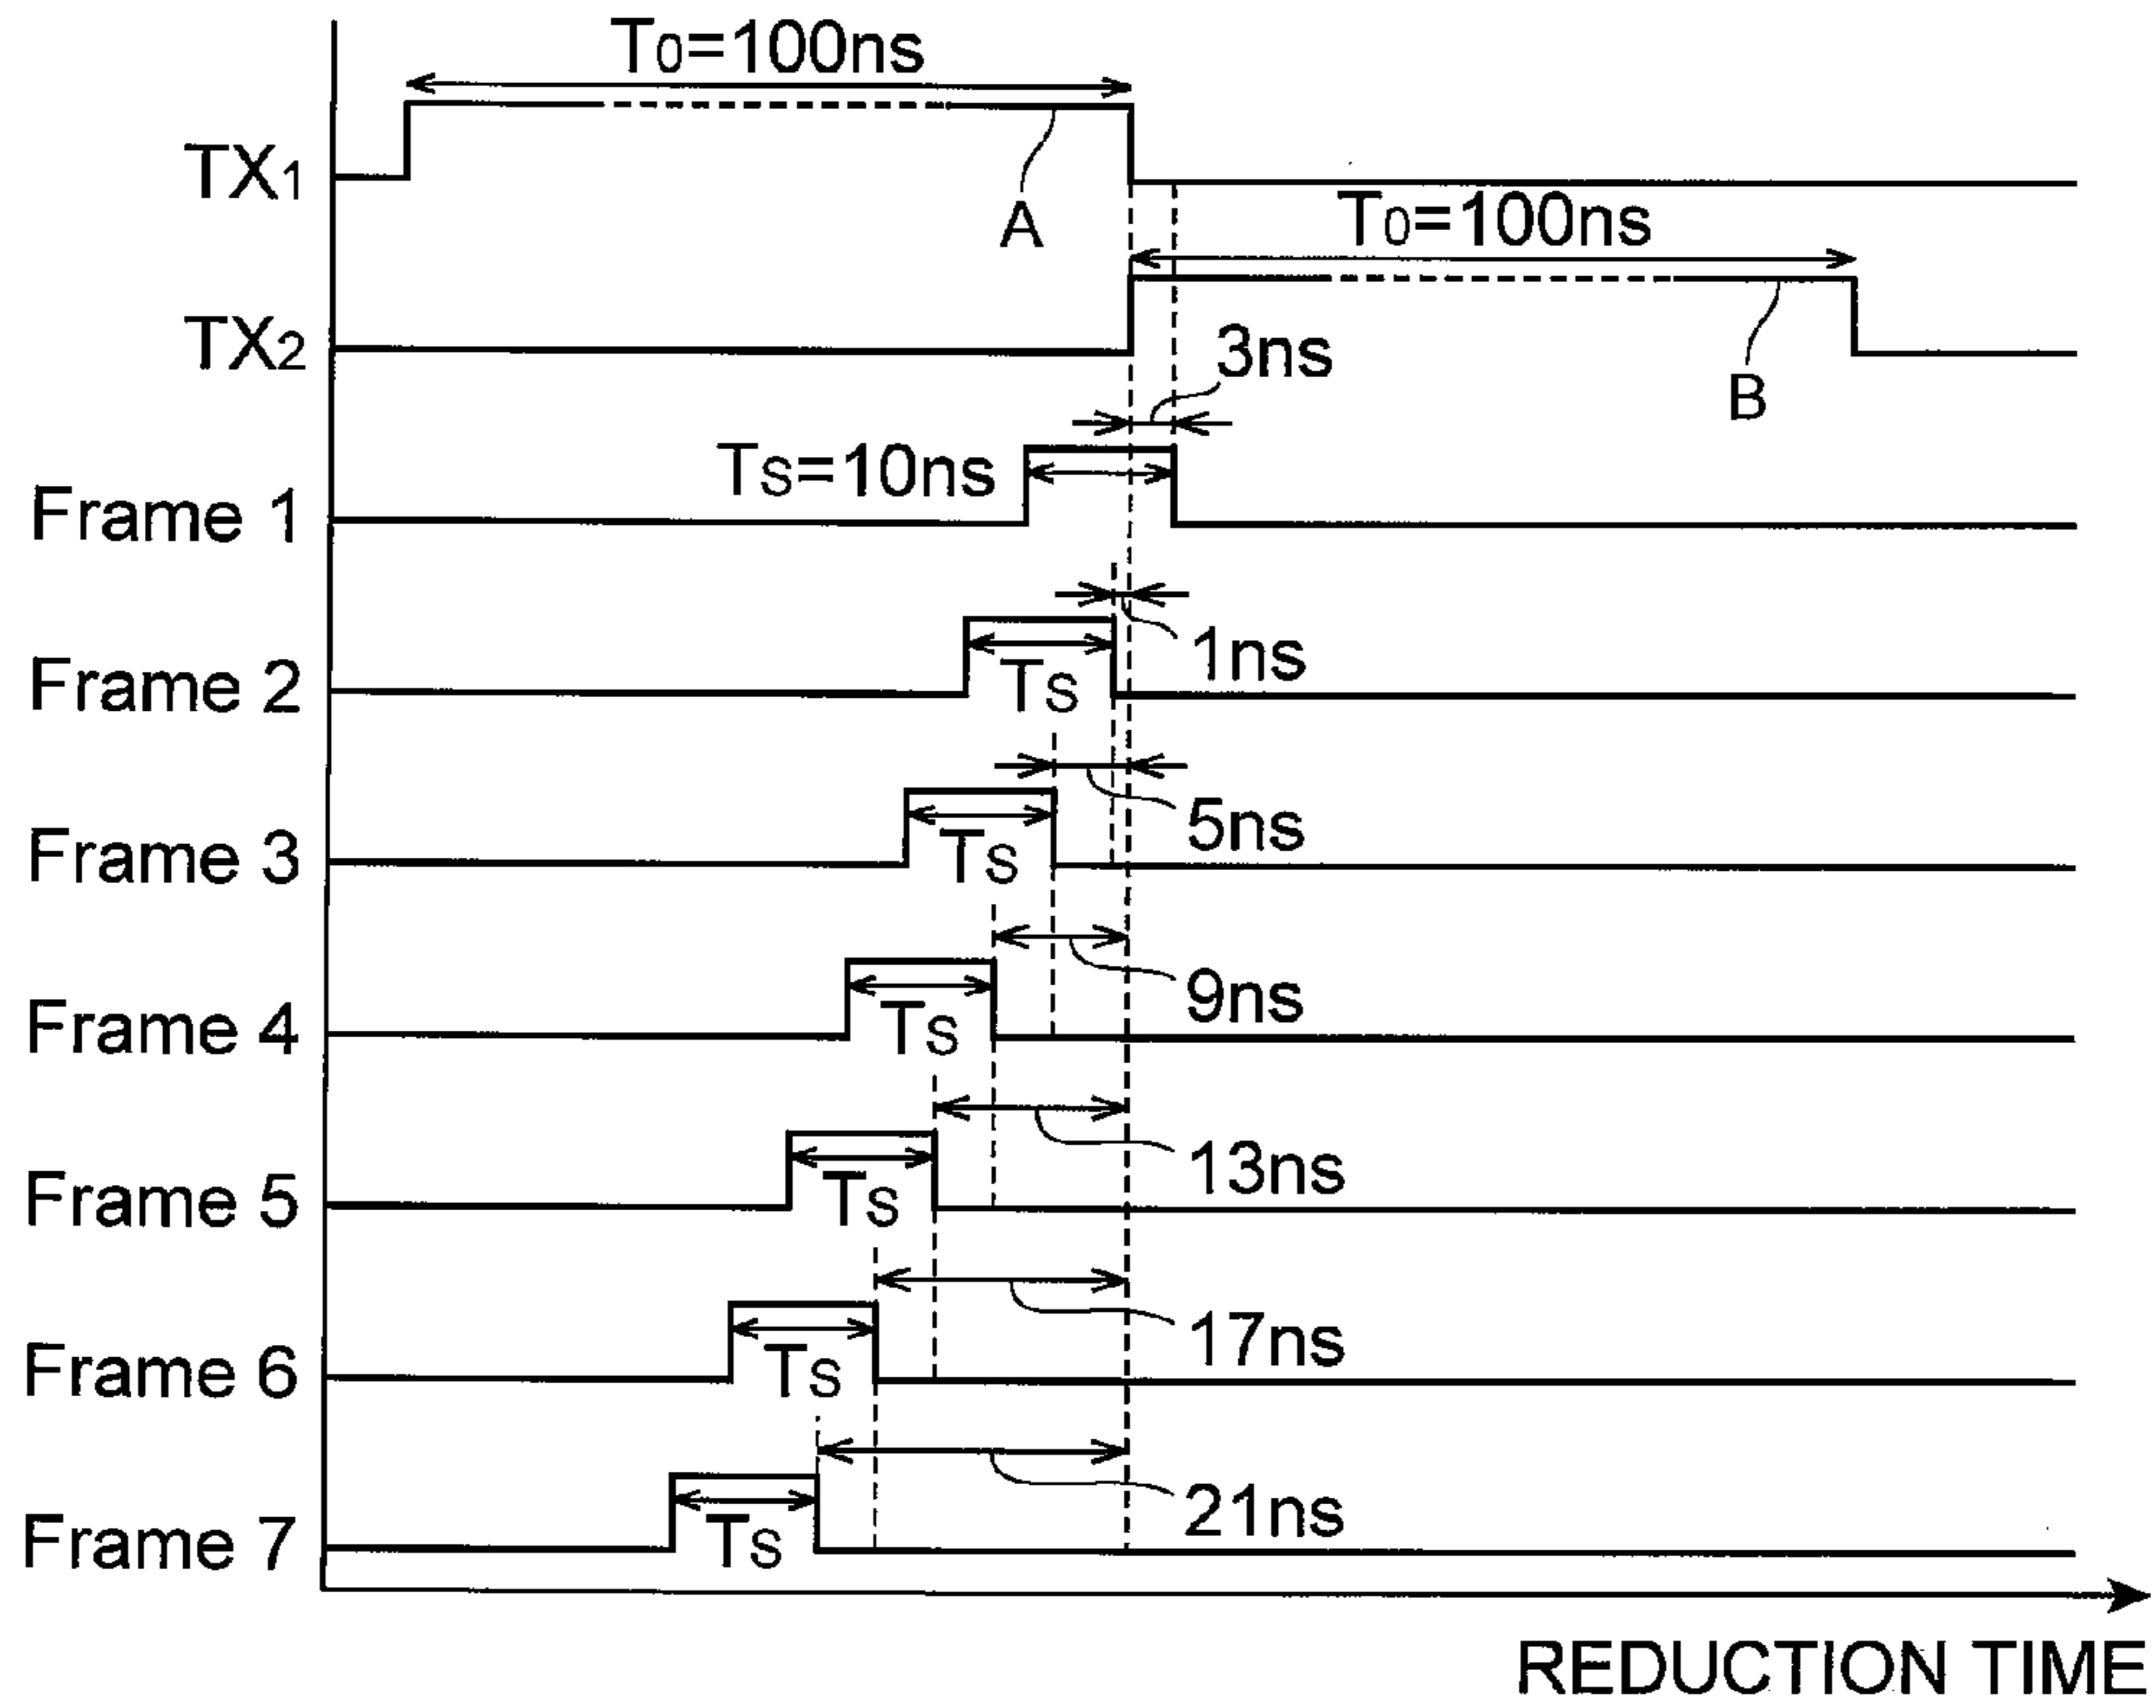 T0=100ns
TX1
A
T0=100ns
TX2
3ns
B
TS=10ns
Frame 1
1ns
TS
Frame 2
5ns
TS
Frame 3
9ns
TS
Frame 4
13ns
TS
Frame 5
17ns
TS
Frame 6
21ns
TS
Frame 7
REDUCTION TIME